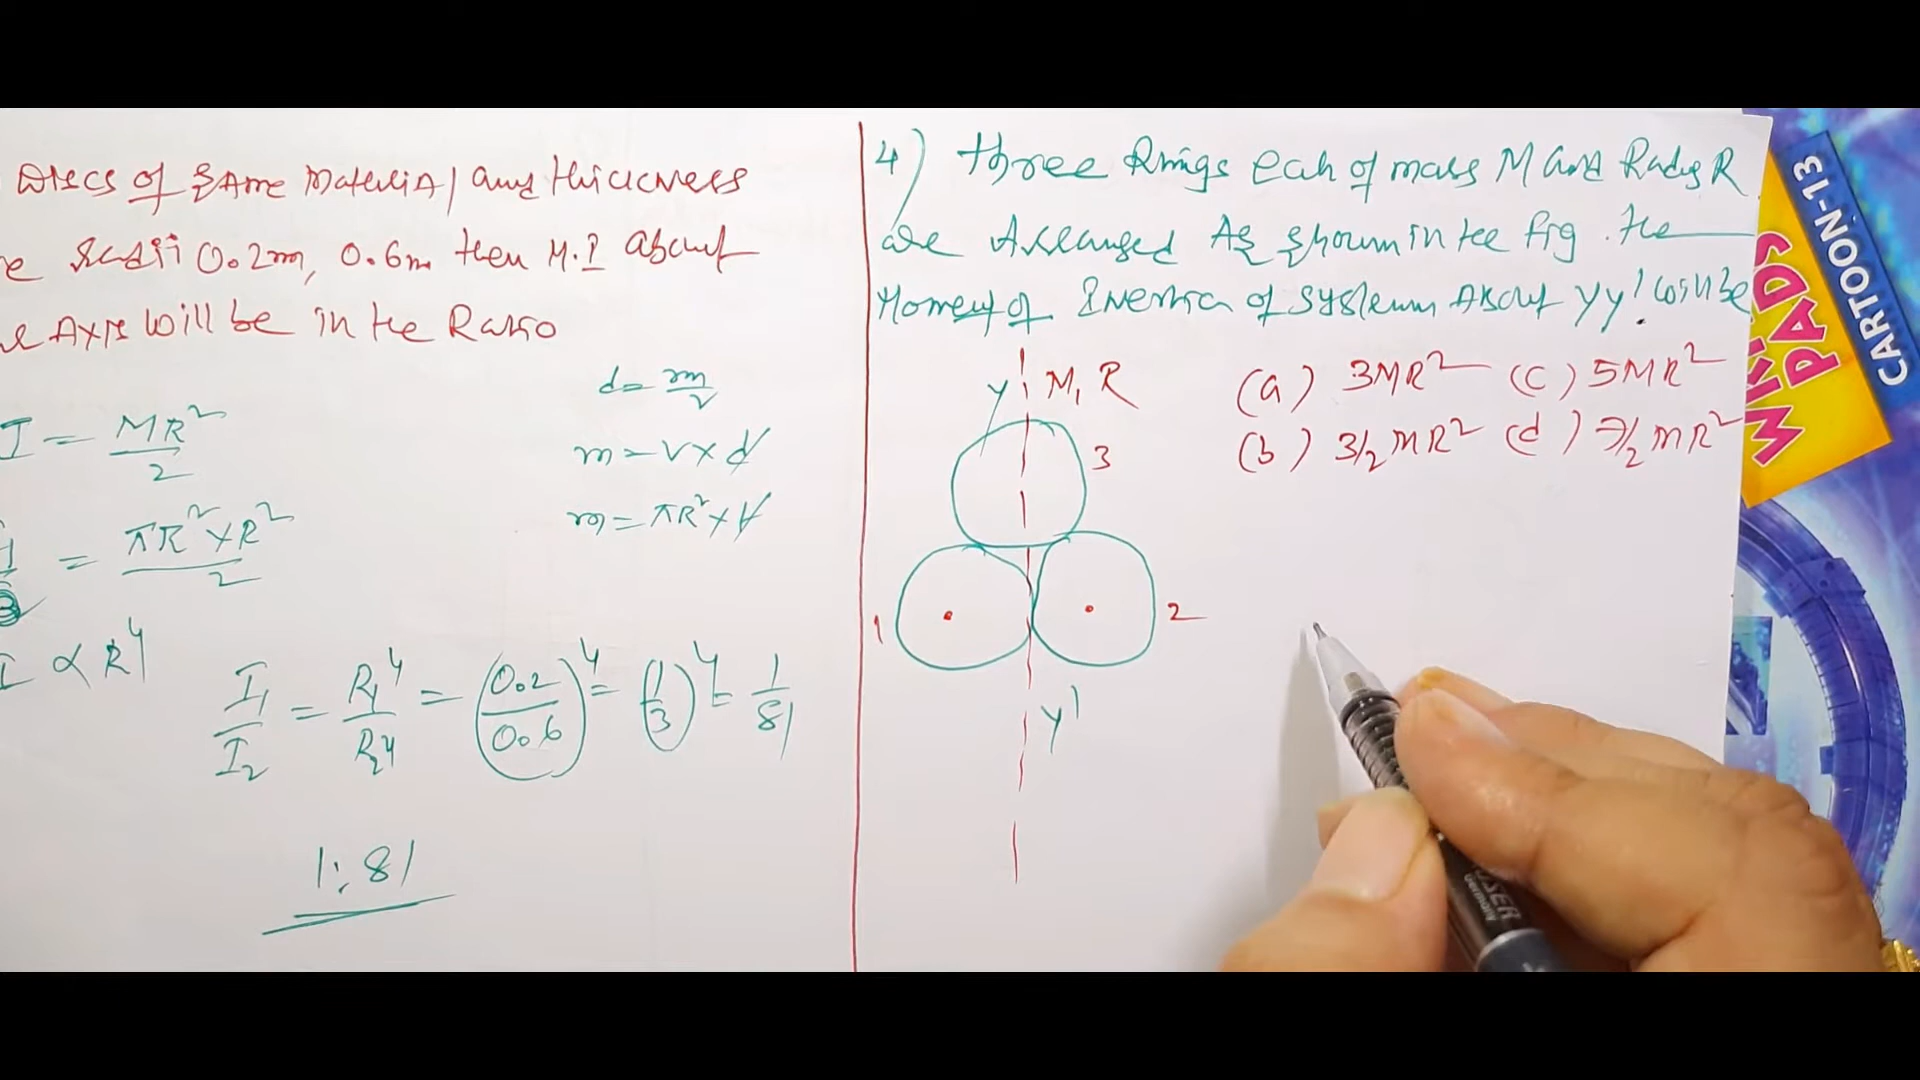 Discs of same material and thickness
radii 0.2m, 0.6m then M.I about
Axis will be in the Ratio
I = MR²/2
d = m/v
m = v × d
= πR² × R²/2
m = πR² × t
I ∝ R⁴
I₁/I₂ = R₁⁴/R₂⁴ = (0.2/0.6)⁴ = (1/3)⁴ = 1/81
1:81
4) Three Rings each of mass M and Radius R
are Arranged As shown in the fig. The
Moment of Inertia of system About yy' will be
(a) 3MR² (c) 5MR²
(b) 3/2 MR² (d) 7/2 MR²
y M, R
3
1 2
y'
PADS
CARTOON-13